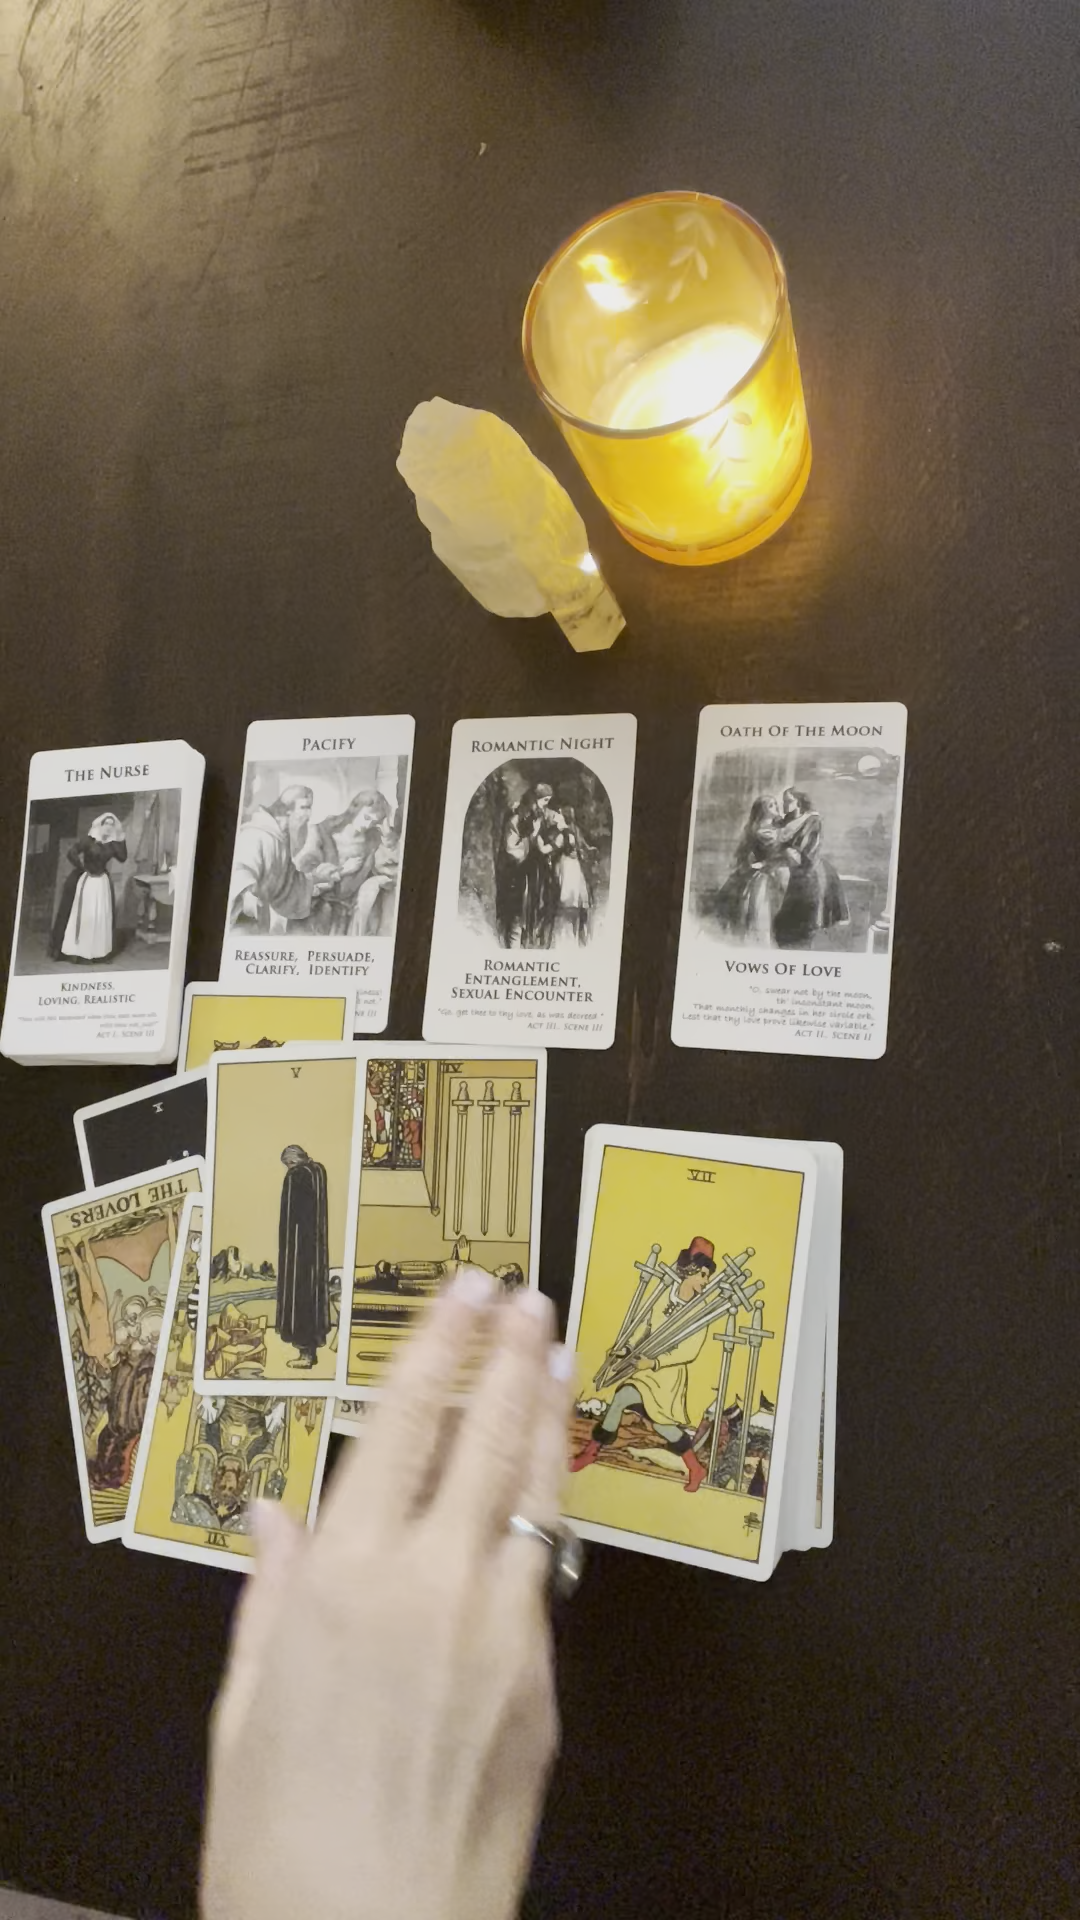 THE NURSE
KINDNESS,
LOVING, REALISTIC
ACT I, SCENE III
PACIFY
REASSURE, PERSUADE,
CLARIFY, IDENTIFY
not."
III
ROMANTIC NIGHT
ROMANTIC
ENTANGLEMENT,
SEXUAL ENCOUNTER
"Go, get thee to thy love, as was decreed."
ACT III, SCENE III
OATH OF THE MOON
VOWS OF LOVE
"O, swear not by the moon,
th' inconstant moon,
That monthly changes in her circle orb,
Lest that thy love prove likewise variable."
ACT II, SCENE II
X
V
IV
VII
THE LOVERS.
VII